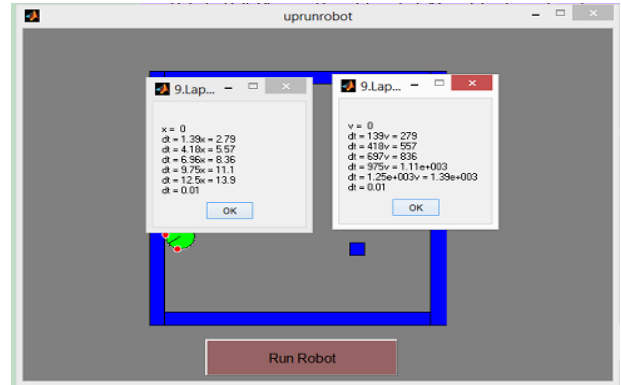 uprunrobot
9.Lap...
x = 0
dt = 1.39x = 2.79
dt = 4.18x = 5.57
dt = 6.96x = 8.36
dt = 9.75x = 11.1
dt = 12.5x = 13.9
dt = 0.01
OK
9.Lap...
v = 0
dt = 139v = 279
dt = 418v = 557
dt = 697v = 836
dt = 975v = 1.11e+003
dt = 1.25e+003v = 1.39e+003
dt = 0.01
OK
Run Robot